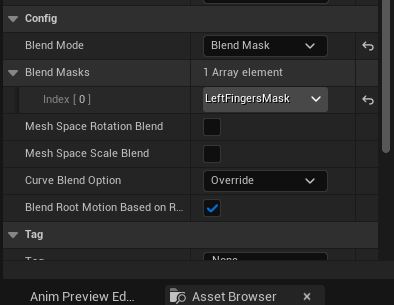 Config
Blend Mode Blend Mask
Blend Masks 1 Array element
Index [ 0 ] LeftFingersMask
Mesh Space Rotation Blend
Mesh Space Scale Blend
Curve Blend Option Override
Blend Root Motion Based on R...
Tag
Tag None
Anim Preview Ed... Asset Browser